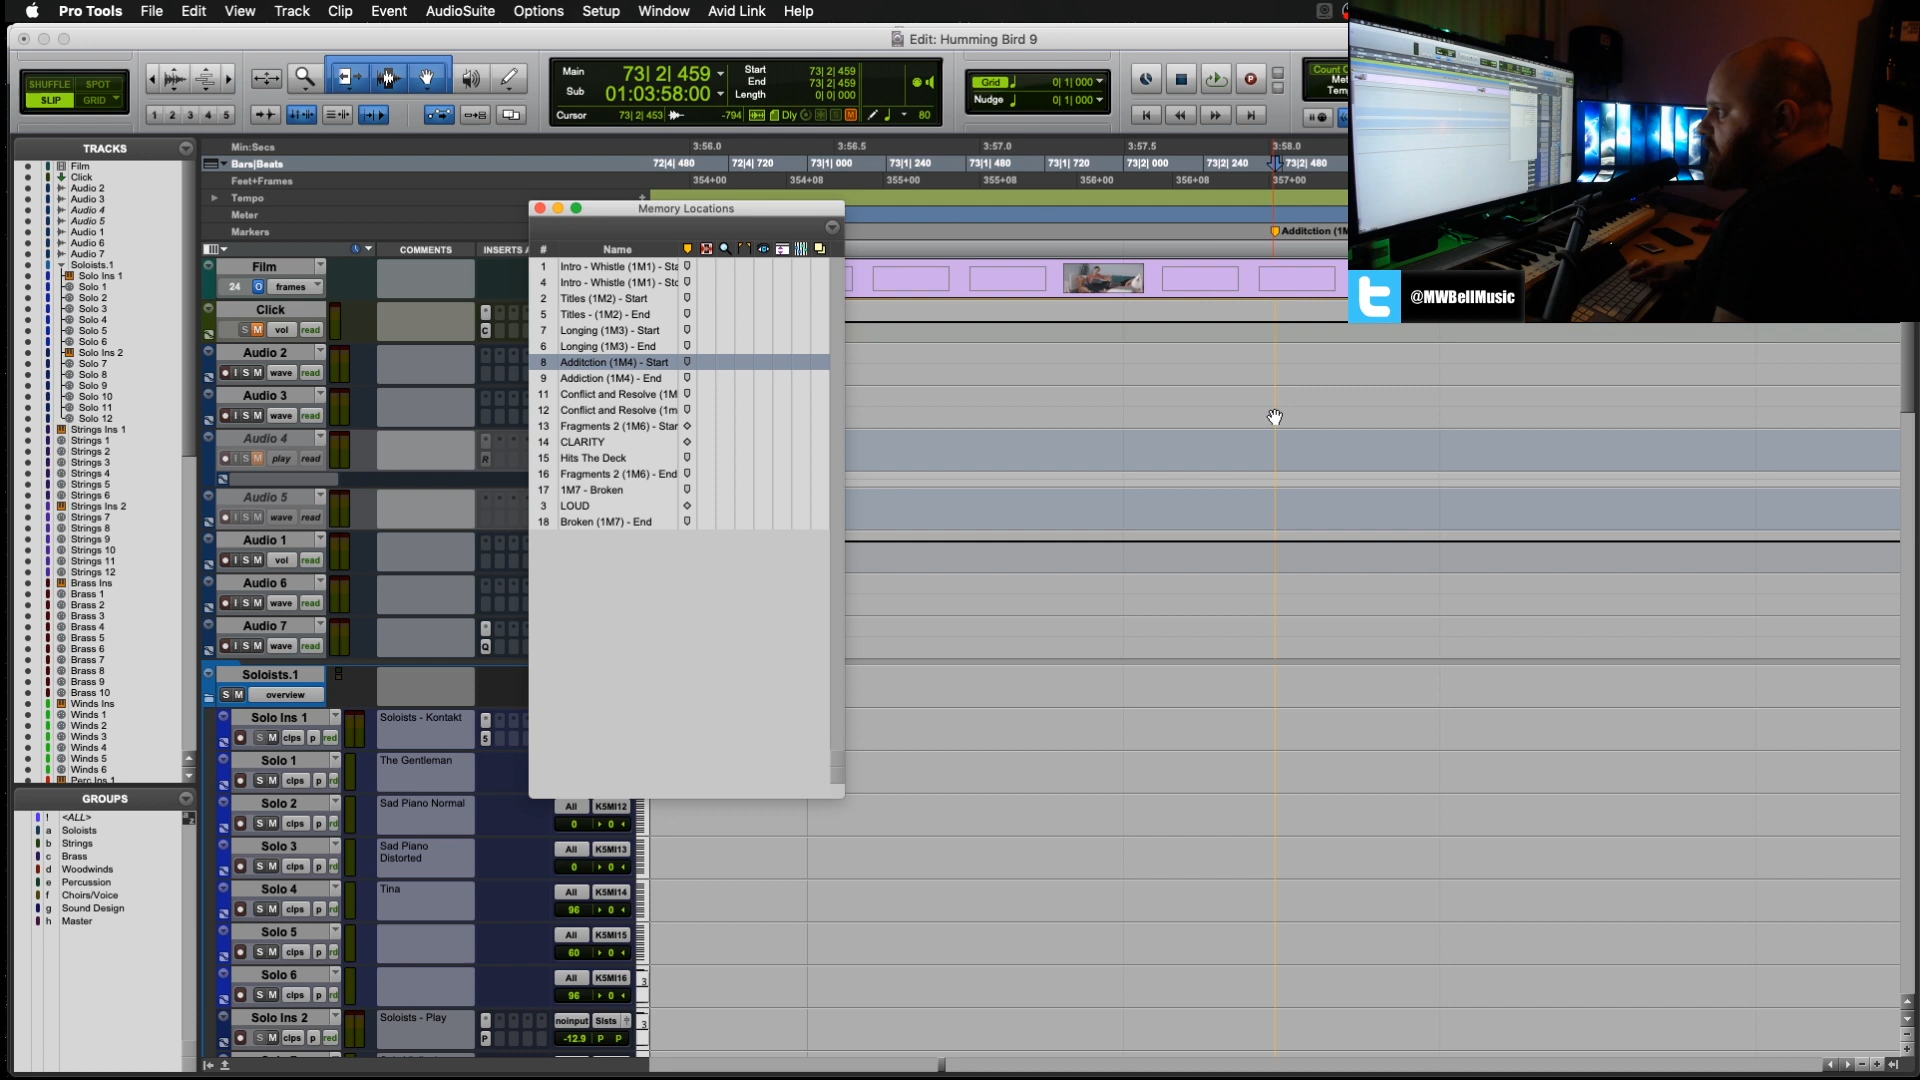 Pro Tools File Edit View Track Clip Event AudioSuite Options Setup Window Avid Link Help
Edit: Humming Bird 9
SHUFFLE SPOT
SLIP GRID
1 2 3 4 5
Main 73| 2| 459
Sub 01:03:58:00
Start 73| 2| 459
End 73| 2| 459
Length 0| 0| 000
Cursor 73| 2| 453 -794 Dly 80
Grid 0| 1| 000
Nudge 0| 1| 000
Count O
Met
Temp
@MWBellMusic
TRACKS
Film
Click
Audio 2
Audio 3
Audio 4
Audio 5
Audio 1
Audio 6
Audio 7
Soloists.1
Solo Ins 1
Solo 1
Solo 2
Solo 3
Solo 4
Solo 5
Solo 6
Solo Ins 2
Solo 7
Solo 8
Solo 9
Solo 10
Solo 11
Solo 12
Strings Ins 1
Strings 1
Strings 2
Strings 3
Strings 4
Strings 5
Strings 6
Strings Ins 2
Strings 7
Strings 8
Strings 9
Strings 10
Strings 11
Strings 12
Brass Ins
Brass 1
Brass 2
Brass 3
Brass 4
Brass 5
Brass 6
Brass 7
Brass 8
Brass 9
Brass 10
Winds Ins
Winds 1
Winds 2
Winds 3
Winds 4
Winds 5
Winds 6
Perc Ins 1
GROUPS
! <ALL>
a Soloists
b Strings
c Brass
d Woodwinds
e Percussion
f Choirs/Voice
g Sound Design
h Master
Min:Secs 3:56.0 3:56.5 3:57.0 3:57.5 3:58.0
Bars|Beats 72|4| 480 72|4| 720 73|1| 000 73|1| 240 73|1| 480 73|1| 720 73|2| 000 73|2| 240 73|2| 480
Feet+Frames 354+00 354+08 355+00 355+08 356+00 356+08 357+00
Tempo
Meter
Markers Additction (1M
COMMENTS INSERTS A
Film
24 O frames
Click
S M vol read
C
Audio 2
I S M wave read
Audio 3
I S M wave read
Audio 4
I S M play read
R
Audio 5
I S M wave read
Audio 1
I S M vol read
Audio 6
I S M wave read
Audio 7
I S M wave read
Q
Soloists.1
S M overview
Solo Ins 1 Soloists - Kontakt
S M clps p red
5
Solo 1 The Gentleman
S M clps p rd
Solo 2 Sad Piano Normal All K5MI12
S M clps p rd 0 0
Solo 3 Sad Piano Distorted All K5MI13
S M clps p rd 0 0
Solo 4 Tina All K5MI14
S M clps p rd 96 0
Solo 5 All K5MI15
S M clps p rd 60 0
Solo 6 All K5MI16
S M clps p rd 96 0
Solo Ins 2 Soloists - Play noinput Slsts
S M clps p red P -12.9 P P
Memory Locations
# Name
1 Intro - Whistle (1M1) - Sta
4 Intro - Whistle (1M1) - Sto
2 Titles (1M2) - Start
5 Titles - (1M2) - End
7 Longing (1M3) - Start
6 Longing (1M3) - End
8 Additction (1M4) - Start
9 Addiction (1M4) - End
11 Conflict and Resolve (1M
12 Conflict and Resolve (1m
13 Fragments 2 (1M6) - Star
14 CLARITY
15 Hits The Deck
16 Fragments 2 (1M6) - End
17 1M7 - Broken
3 LOUD
18 Broken (1M7) - End